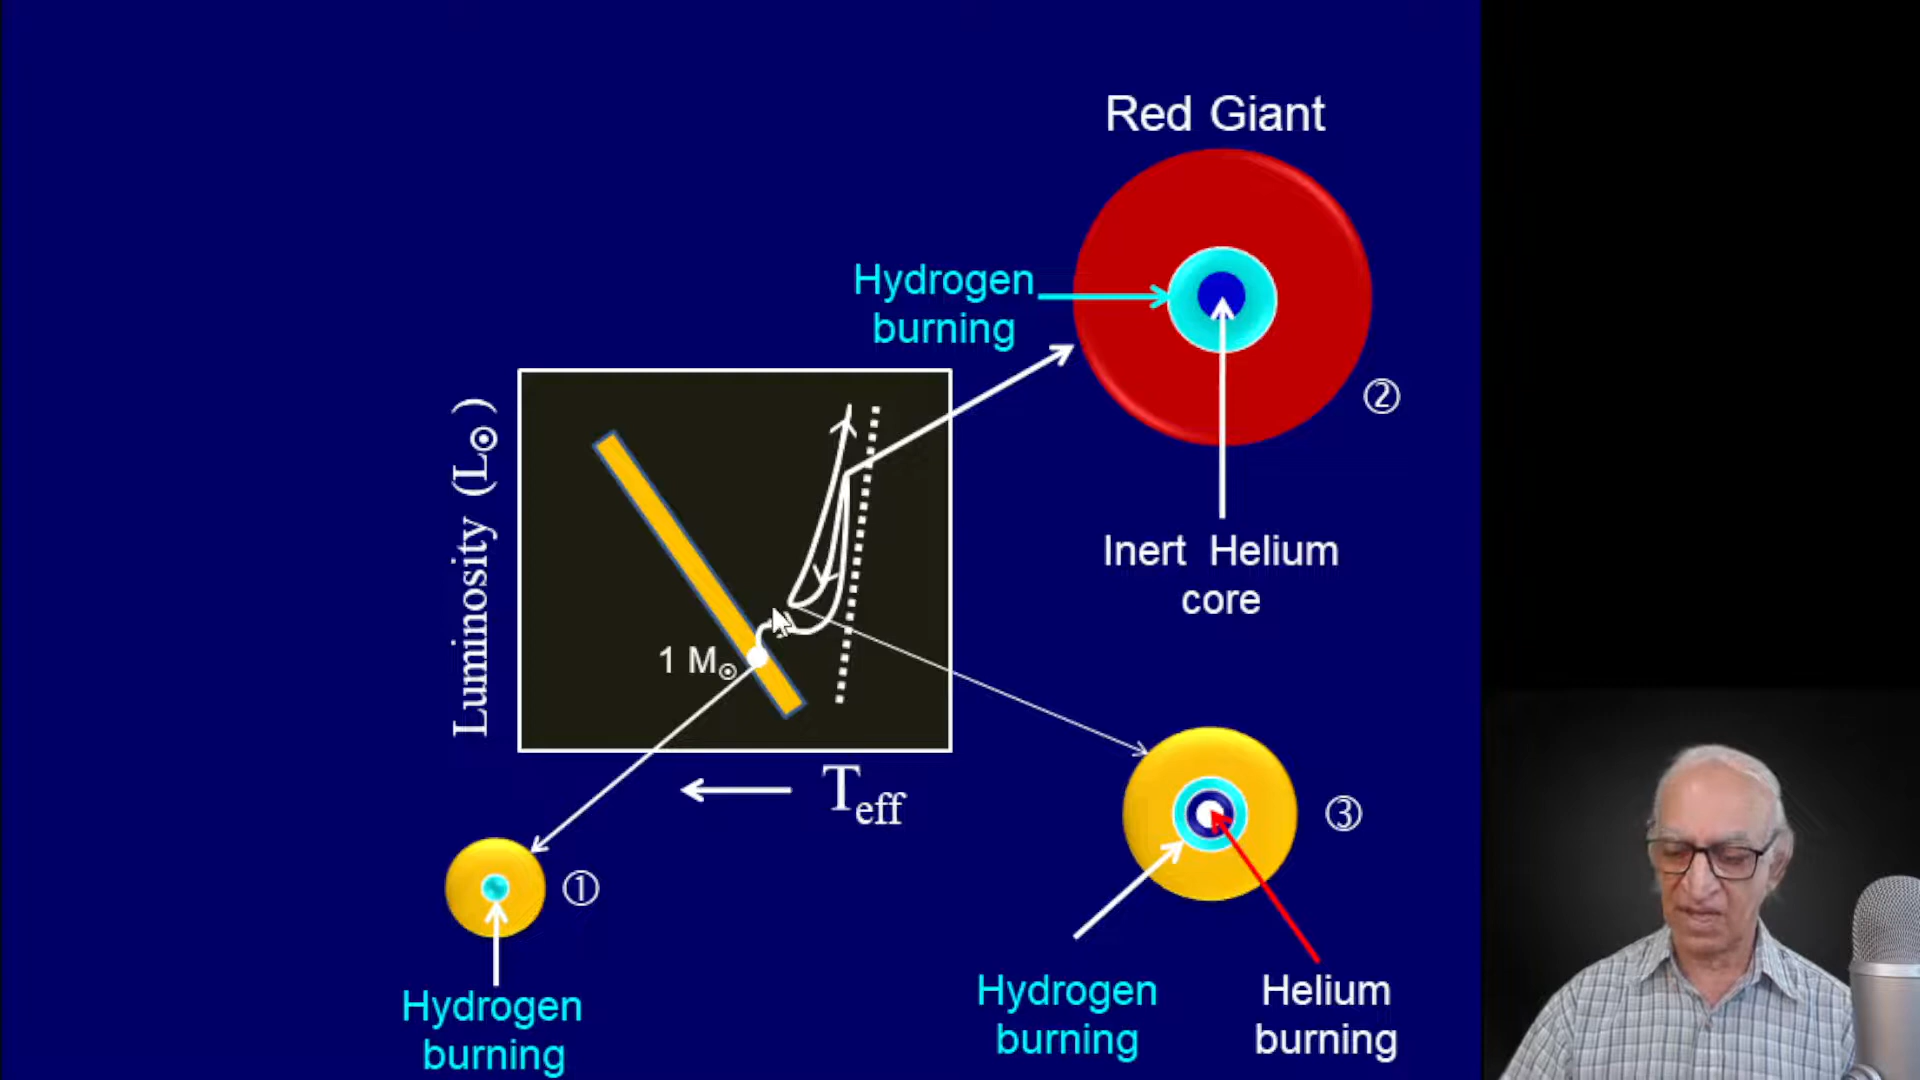 Red Giant
Hydrogen
burning
②
Luminosity (L☉)
Inert Helium
core
1 M☉
Teff
③
①
Hydrogen
burning
Hydrogen
burning
Helium
burning